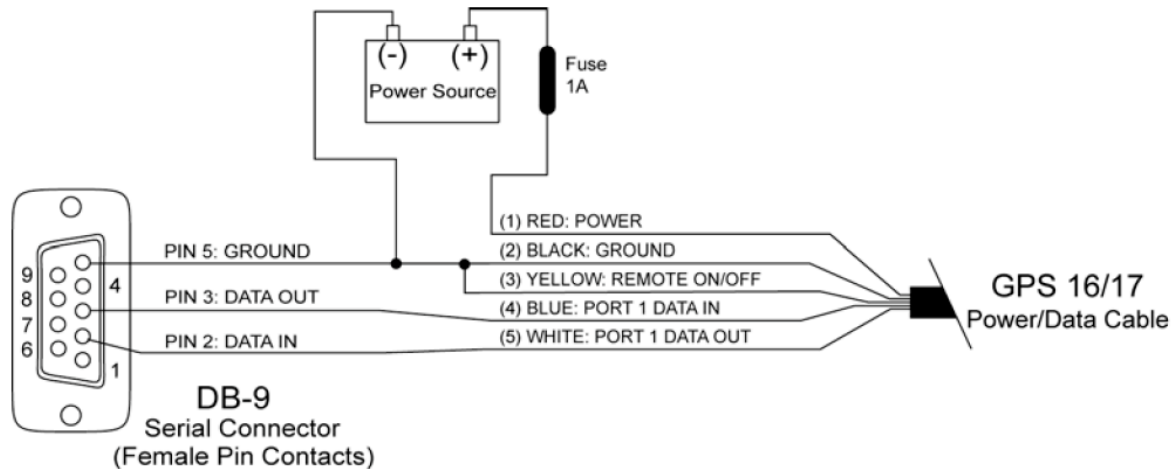 (-) (+)
Power Source
Fuse
1A
(1) RED: POWER
PIN 5: GROUND
(2) BLACK: GROUND
(3) YELLOW: REMOTE ON/OFF
PIN 3: DATA OUT
(4) BLUE: PORT 1 DATA IN
PIN 2: DATA IN
(5) WHITE: PORT 1 DATA OUT
9
8
7
6
4
1
GPS 16/17
Power/Data Cable
DB-9
Serial Connector
(Female Pin Contacts)